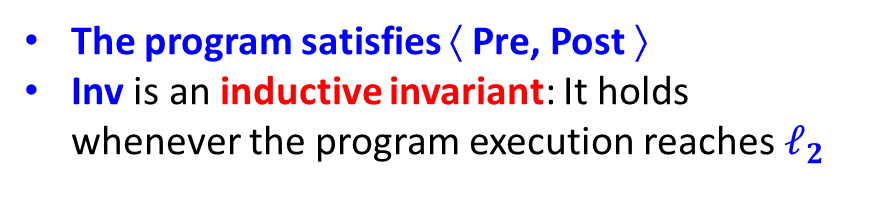 • The program satisfies ⟨ Pre, Post ⟩
• Inv is an inductive invariant: It holds
whenever the program execution reaches ℓ₂